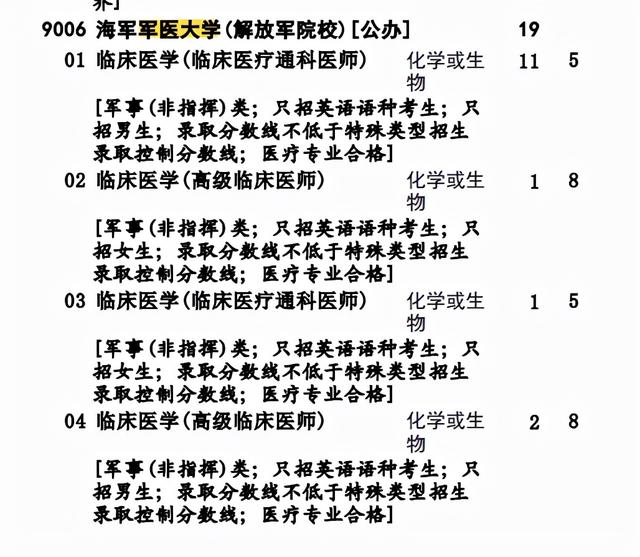 9006 海军军医大学(解放军院校)[公办] 19
01 临床医学(临床医疗通科医师) 化学或生物 11 5
[军事(非指挥)类；只招英语语种考生；只
招男生；录取分数线不低于特殊类型招生
录取控制分数线；医疗专业合格]
02 临床医学(高级临床医师) 化学或生物 1 8
[军事(非指挥)类；只招英语语种考生；只
招女生；录取分数线不低于特殊类型招生
录取控制分数线；医疗专业合格]
03 临床医学(临床医疗通科医师) 化学或生物 1 5
[军事(非指挥)类；只招英语语种考生；只
招女生；录取分数线不低于特殊类型招生
录取控制分数线；医疗专业合格]
04 临床医学(高级临床医师) 化学或生物 2 8
[军事(非指挥)类；只招英语语种考生；只
招男生；录取分数线不低于特殊类型招生
录取控制分数线；医疗专业合格]